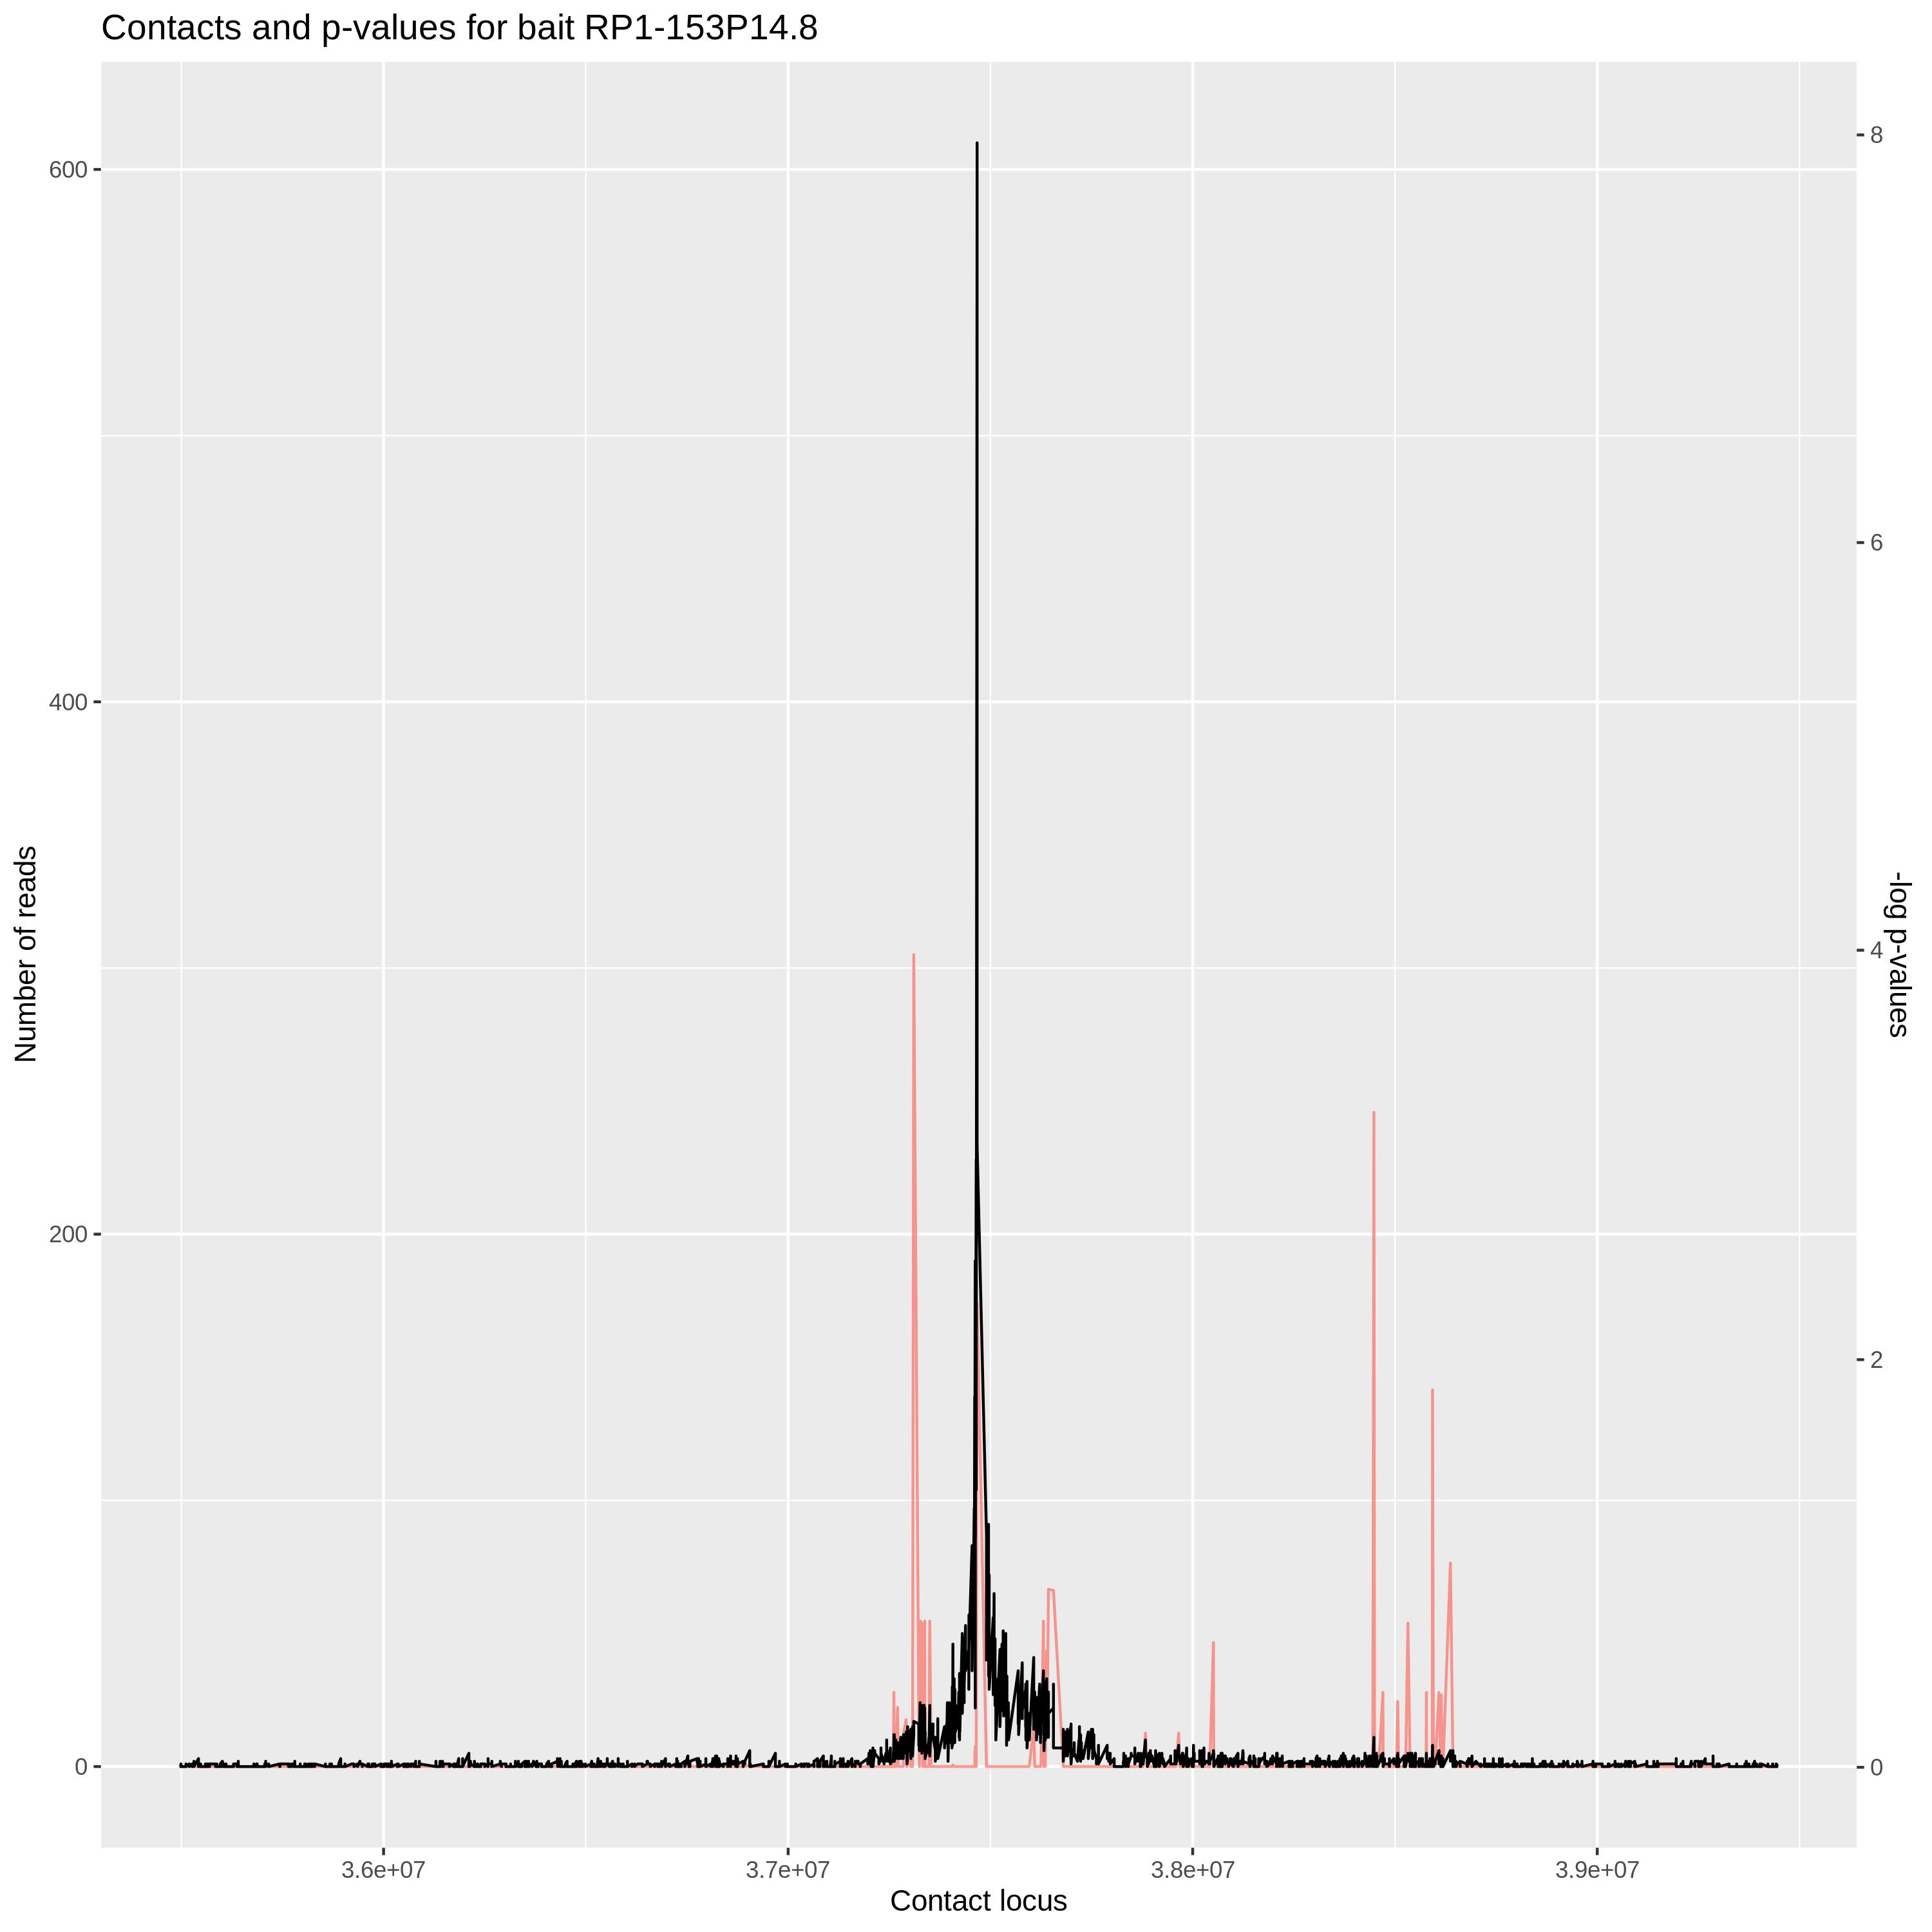 Contacts and p-values for bait RP1-153P14.8
600
400
200
0
Number of reads
8
6
4
2
0
-log p-values
3.6e+07
3.7e+07
3.8e+07
3.9e+07
Contact locus